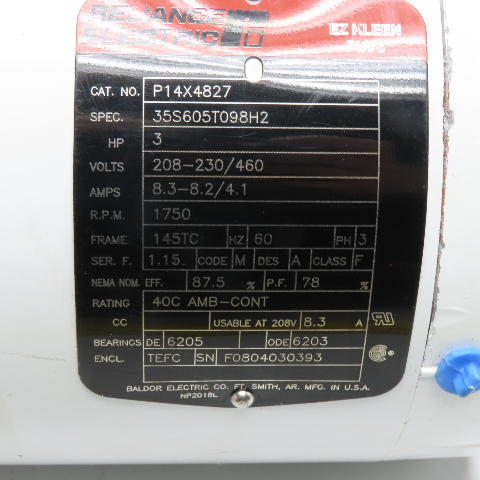 RELIANCE
ELECTRIC
EZ KLEEN
CAT. NO. P14X4827
SPEC. 35S605T098H2
HP 3
VOLTS 208-230/460
AMPS 8.3-8.2/4.1
R.P.M. 1750
FRAME 145TC HZ 60 PH 3
SER. F. 1.15. CODE M DES A CLASS F
NEMA NOM. EFF. 87.5 % P.F. 78 %
RATING 40C AMB-CONT
CC USABLE AT 208V 8.3 A
BEARINGS DE 6205 ODE 6203
ENCL. TEFC SN F0804030393
BALDOR ELECTRIC CO. FT. SMITH, AR. MFG. IN U.S.A.
NP2018L